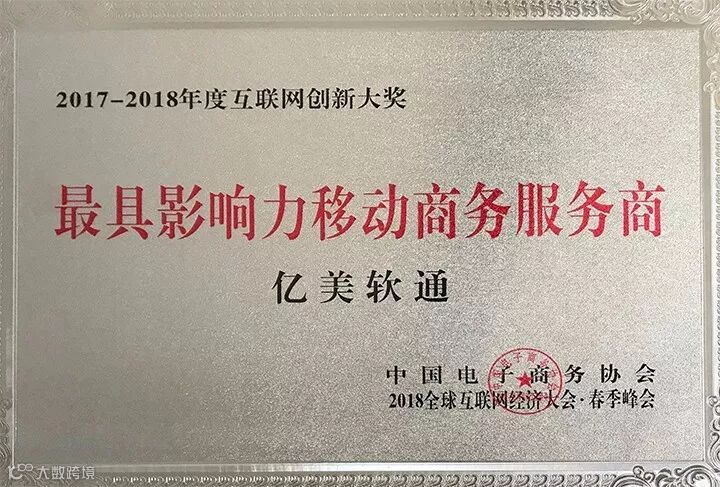 2017-2018年度互联网创新大奖
最具影响力移动商务服务商
亿美软通
中国电子商务协会
2018全球互联网经济大会·春季峰会
大数跨境